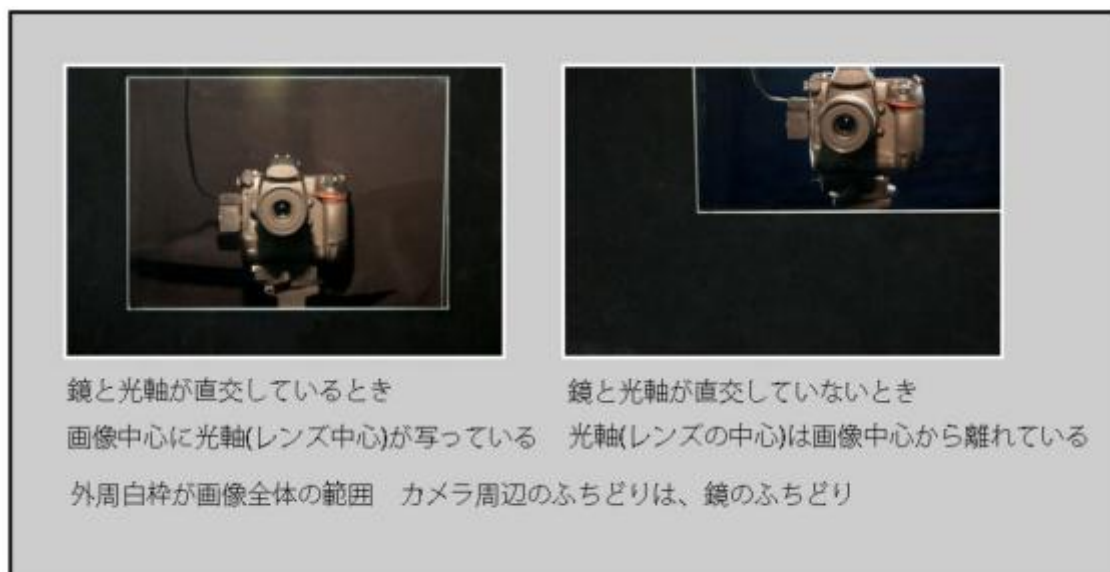 鏡と光軸が直交しているとき
画像中心に光軸(レンズ中心)が写っている
鏡と光軸が直交していないとき
光軸(レンズの中心)は画像中心から離れている
外周白枠が画像全体の範囲　カメラ周辺のふちどりは、鏡のふちどり